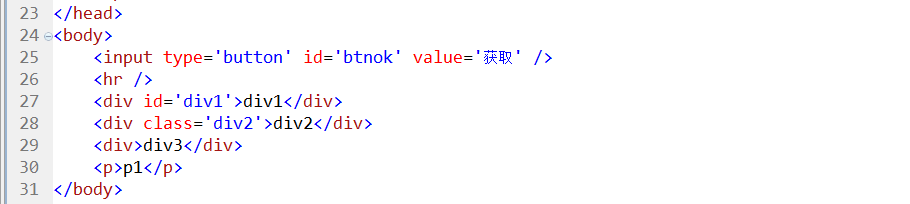 23 </head>
24 <body>
25     <input type='button' id='btnok' value='获取' />
26     <hr />
27     <div id='div1'>div1</div>
28     <div class='div2'>div2</div>
29     <div>div3</div>
30     <p>p1</p>
31 </body>